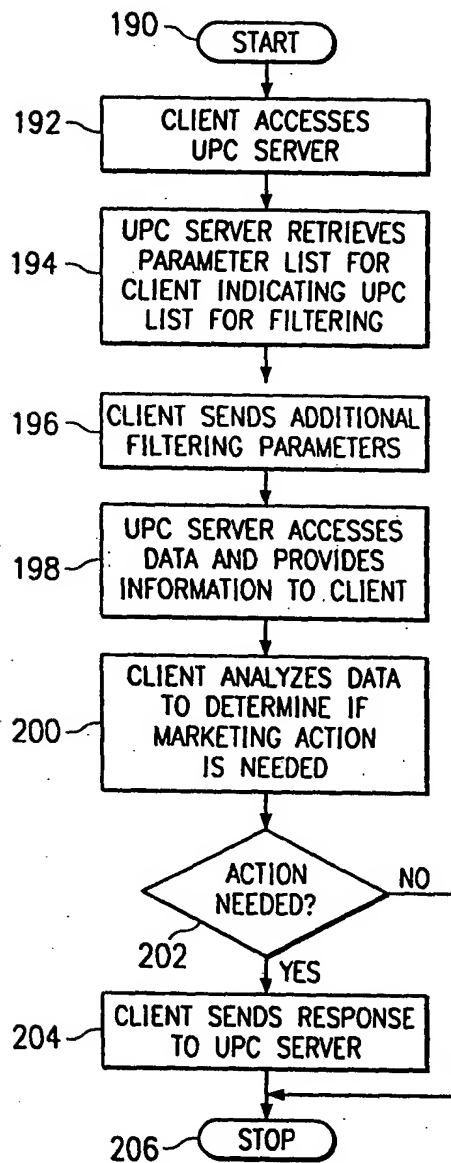 190
START
192
CLIENT ACCESSES
UPC SERVER
194
UPC SERVER RETRIEVES
PARAMETER LIST FOR
CLIENT INDICATING UPC
LIST FOR FILTERING
196
CLIENT SENDS ADDITIONAL
FILTERING PARAMETERS
198
UPC SERVER ACCESSES
DATA AND PROVIDES
INFORMATION TO CLIENT
200
CLIENT ANALYZES DATA
TO DETERMINE IF
MARKETING ACTION
IS NEEDED
ACTION
NEEDED?
NO
202
YES
204
CLIENT SENDS RESPONSE
TO UPC SERVER
206
STOP